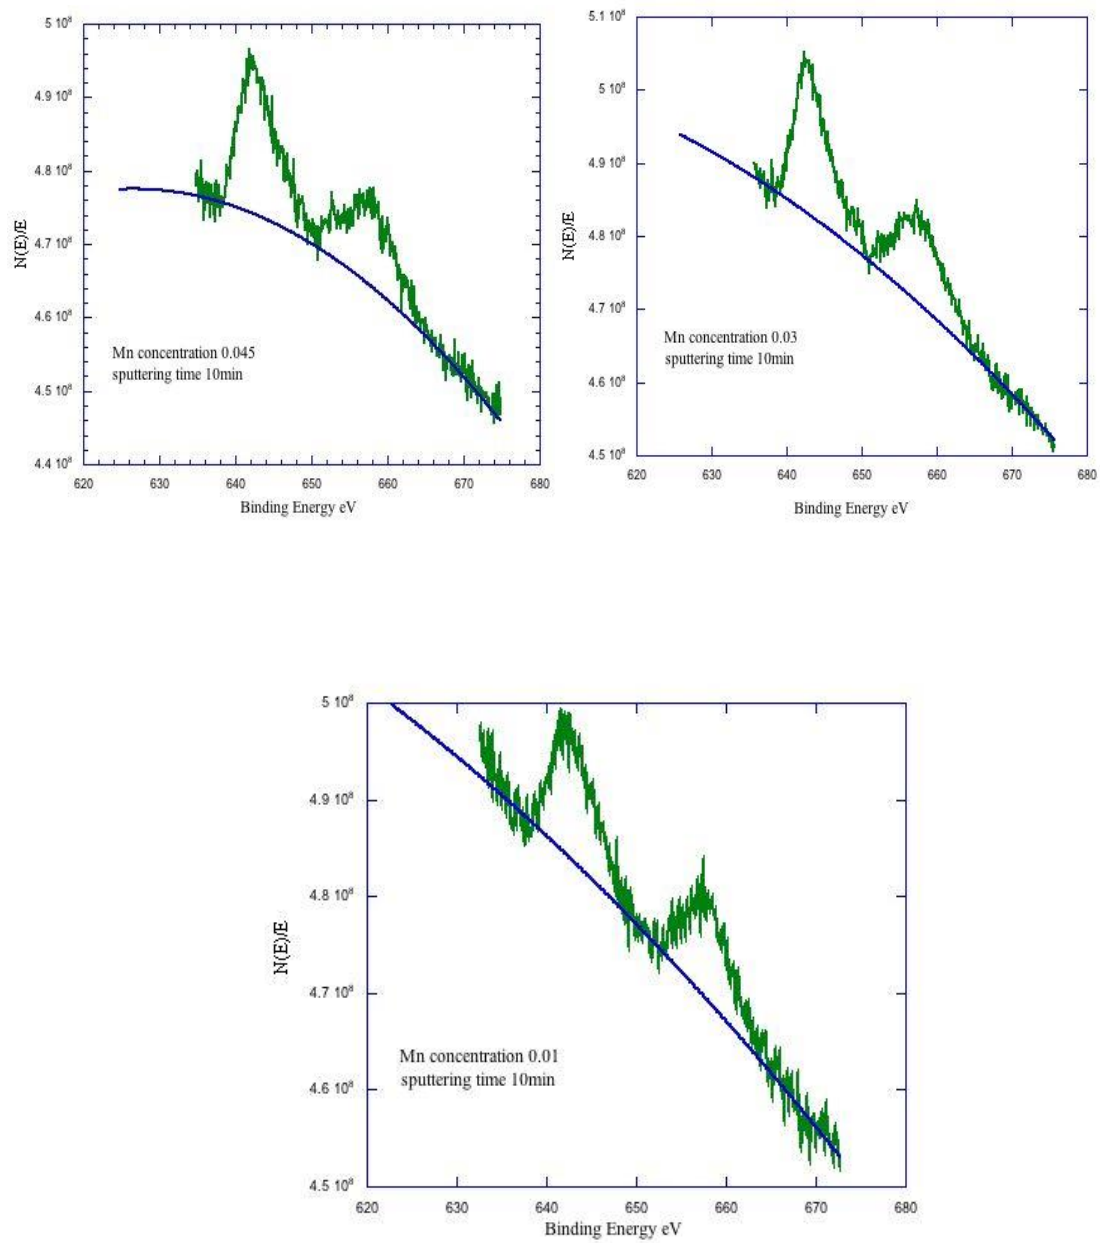 5 10⁸
4.9 10⁸
4.8 10⁸
4.7 10⁸
4.6 10⁸
4.5 10⁸
4.4 10⁸
N(E)/E
Mn concentration 0.045
sputtering time 10min
620 630 640 650 660 670 680
Binding Energy eV
5.1 10⁸
5 10⁸
4.9 10⁸
4.8 10⁸
4.7 10⁸
4.6 10⁸
4.5 10⁸
N(E)/E
Mn concentration 0.03
sputtering time 10min
620 630 640 650 660 670 680
Binding Energy eV
5 10⁸
4.9 10⁸
4.8 10⁸
4.7 10⁸
4.6 10⁸
4.5 10⁸
N(E)/E
Mn concentration 0.01
sputtering time 10min
620 630 640 650 660 670 680
Binding Energy eV